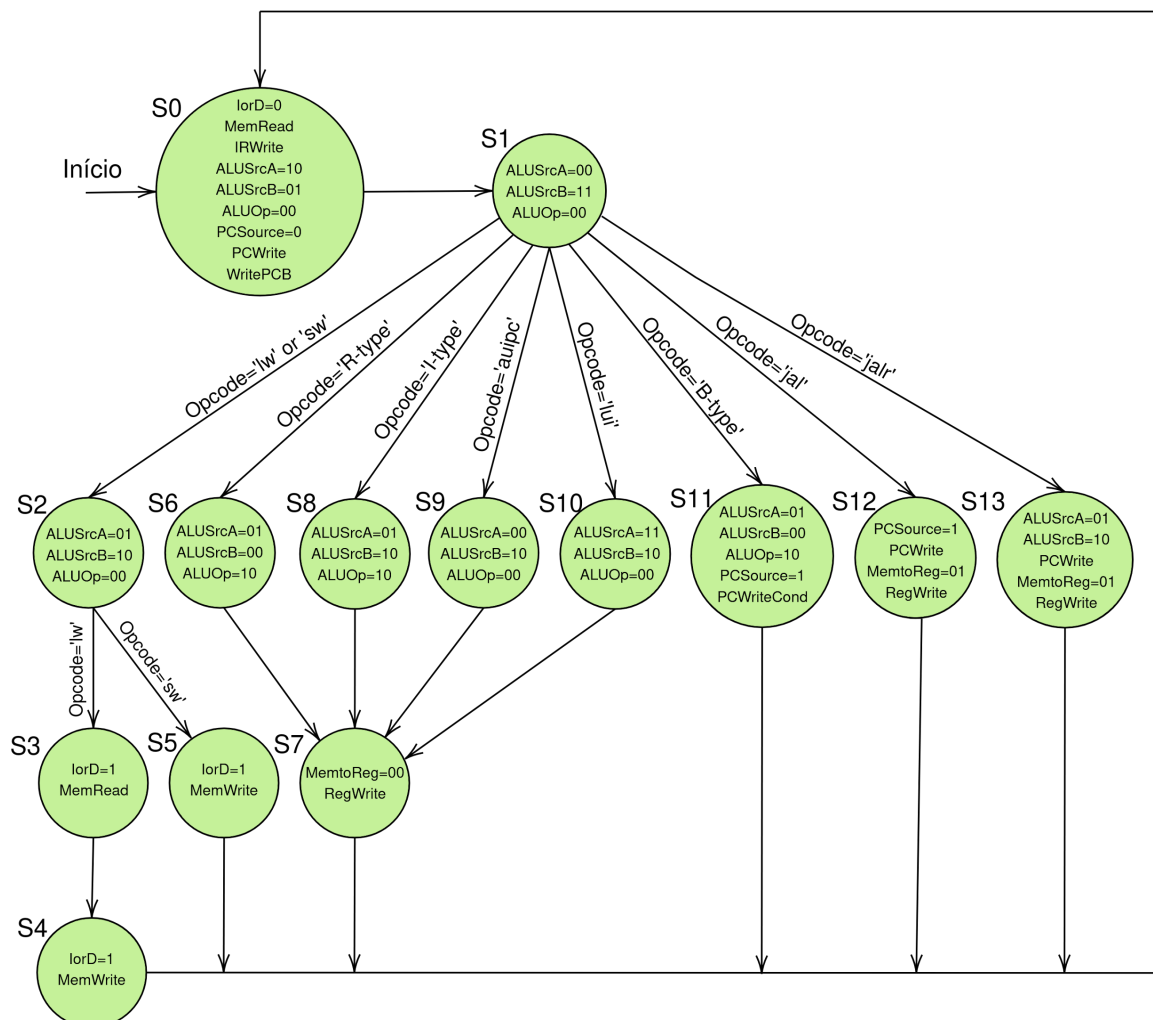 S0
IorD=0
MemRead
IRWrite
ALUSrcA=10
ALUSrcB=01
ALUOp=00
PCSource=0
PCWrite
WritePCB
Início
S1
ALUSrcA=00
ALUSrcB=11
ALUOp=00
Opcode='lw' or 'sw'
Opcode='R-type'
Opcode='I-type'
Opcode='auipc'
Opcode='lui'
Opcode='B-type'
Opcode='jal'
Opcode='jalr'
S2
ALUSrcA=01
ALUSrcB=10
ALUOp=00
S6
ALUSrcA=01
ALUSrcB=00
ALUOp=10
S8
ALUSrcA=01
ALUSrcB=10
ALUOp=10
S9
ALUSrcA=00
ALUSrcB=10
ALUOp=00
S10
ALUSrcA=11
ALUSrcB=10
ALUOp=00
S11
ALUSrcA=01
ALUSrcB=00
ALUOp=10
PCSource=1
PCWriteCond
S12
PCSource=1
PCWrite
MemtoReg=01
RegWrite
S13
ALUSrcA=01
ALUSrcB=10
PCWrite
MemtoReg=01
RegWrite
Opcode='lw'
Opcode='sw'
S3
IorD=1
MemRead
S5
IorD=1
MemWrite
S7
MemtoReg=00
RegWrite
S4
IorD=1
MemWrite